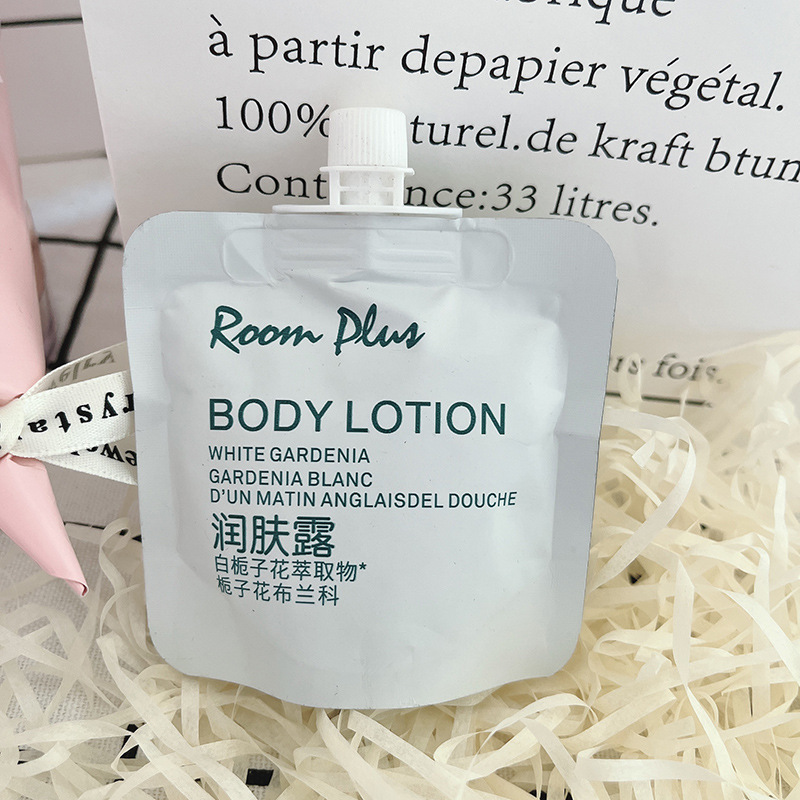 à partir depapier végétal.
100% turel.de kraft
Cont nce:33 litres.
fois.
Room Plus
BODY LOTION
WHITE GARDENIA
GARDENIA BLANC
D'UN MATIN ANGLAISDEL DOUCHE
润肤露
白栀子花萃取物*
栀子花布兰科